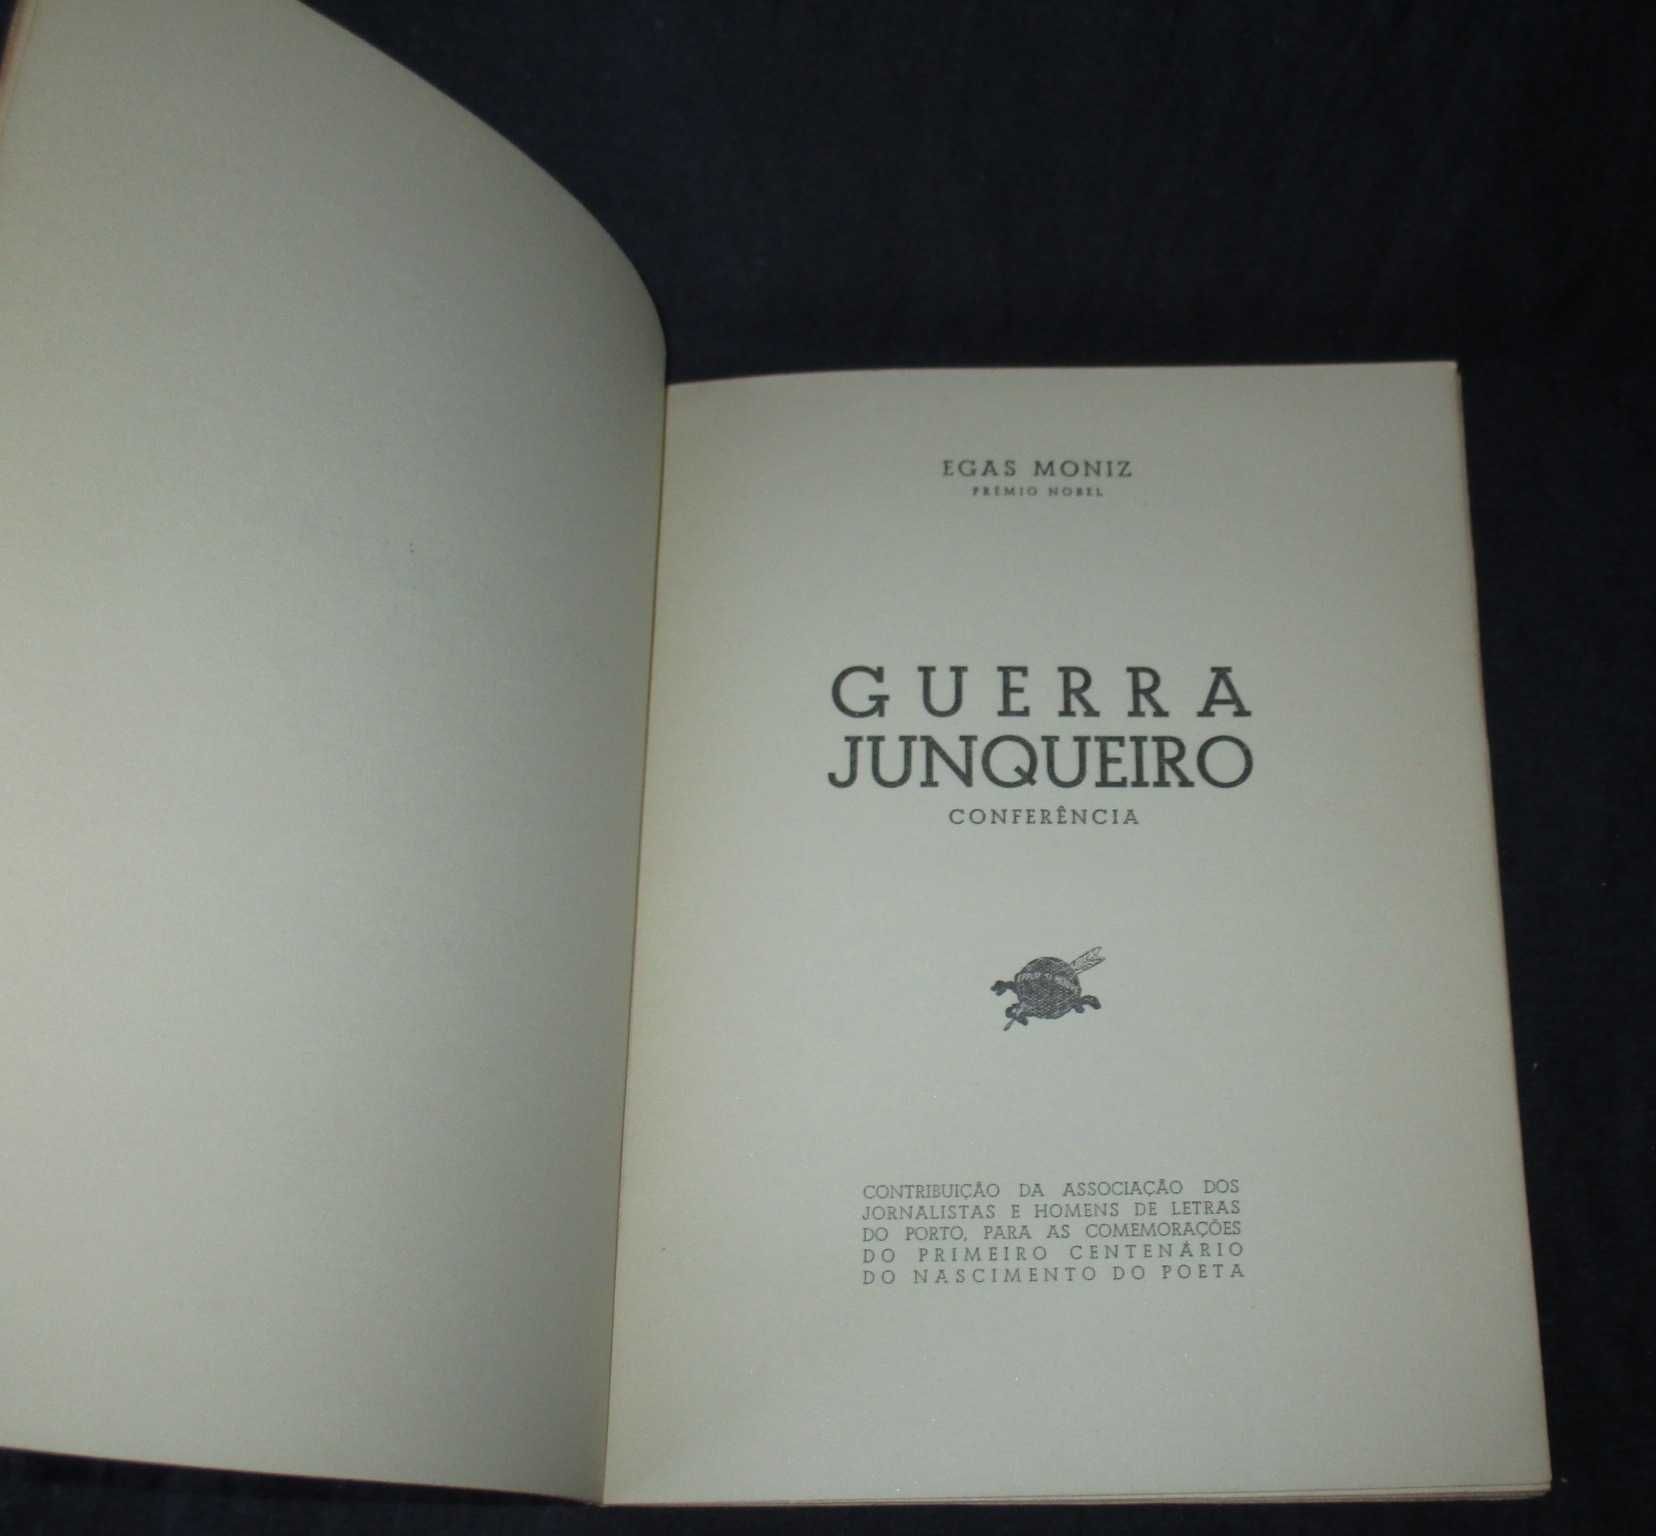 EGAS MONIZ
PRÉMIO NOBEL
GUERRA
JUNQUEIRO
CONFERÊNCIA
CONTRIBUIÇÃO DA ASSOCIAÇÃO DOS
JORNALISTAS E HOMENS DE LETRAS
DO PORTO, PARA AS COMEMORAÇÕES
DO PRIMEIRO CENTENÁRIO
DO NASCIMENTO DO POETA